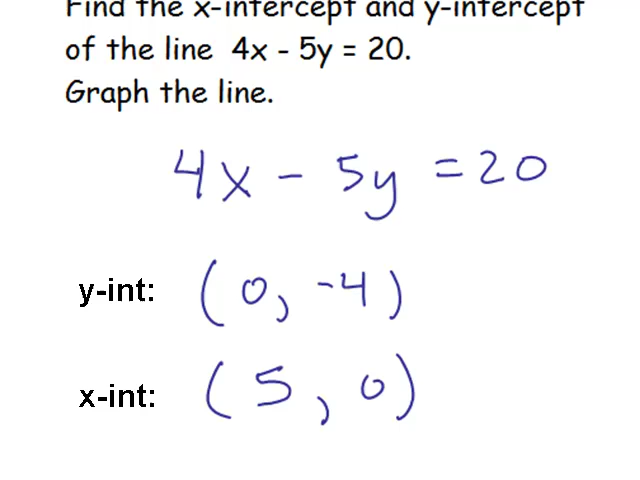 Find the x-intercept and y-intercept
of the line 4x - 5y = 20.
Graph the line.
4x - 5y = 20
y-int: (0, -4)
x-int: (5, 0)